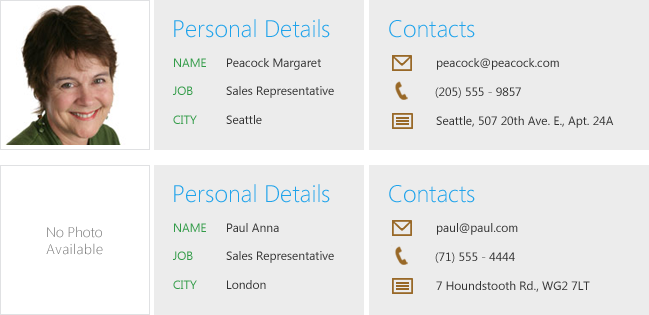 Personal Details
NAME Peacock Margaret
JOB Sales Representative
CITY Seattle
Contacts
peacock@peacock.com
(205) 555 - 9857
Seattle, 507 20th Ave. E., Apt. 24A
No Photo
Available
Personal Details
NAME Paul Anna
JOB Sales Representative
CITY London
Contacts
paul@paul.com
(71) 555 - 4444
7 Houndstooth Rd., WG2 7LT